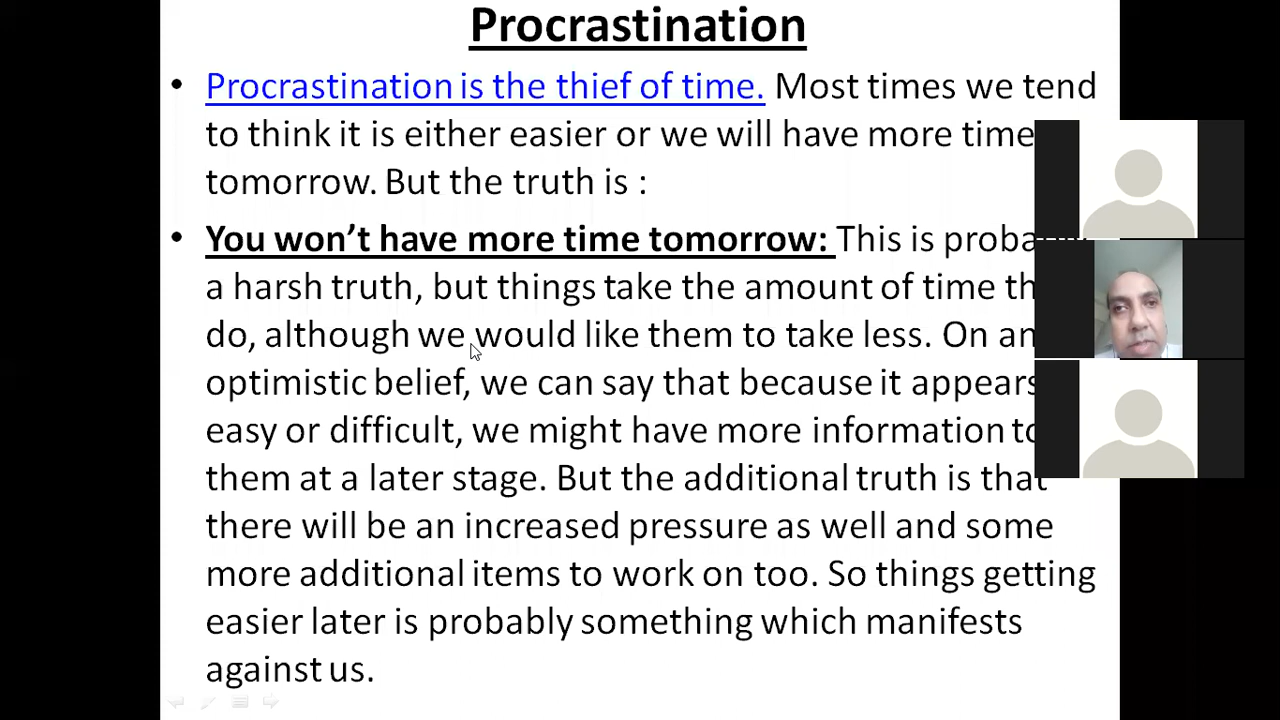 Procrastination
• Procrastination is the thief of time. Most times we tend
to think it is either easier or we will have more time
tomorrow. But the truth is :
• You won’t have more time tomorrow: This is
a harsh truth, but things take the amount of time
do, although we would like them to take less. On
optimistic belief, we can say that because it appears
easy or difficult, we might have more information
them at a later stage. But the additional truth is that
there will be an increased pressure as well and some
more additional items to work on too. So things getting
easier later is probably something which manifests
against us.